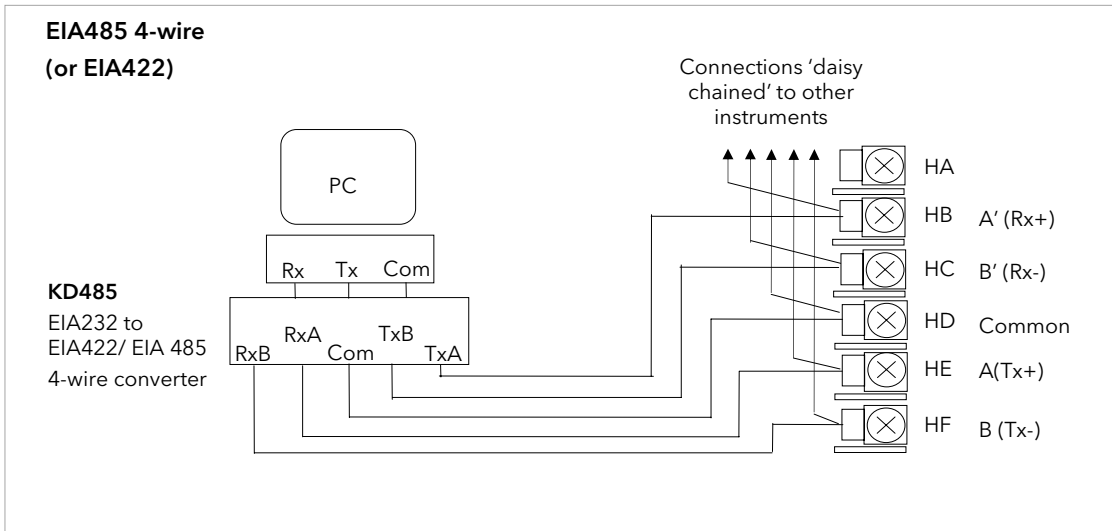 EIA485 4-wire
(or EIA422)
Connections ‘daisy
chained’ to other
instruments
PC
Rx Tx Com
KD485
EIA232 to
EIA422/ EIA 485
4-wire converter
RxB RxA Com TxB TxA
HA
HB A’ (Rx+)
HC B’ (Rx-)
HD Common
HE A(Tx+)
HF B (Tx-)